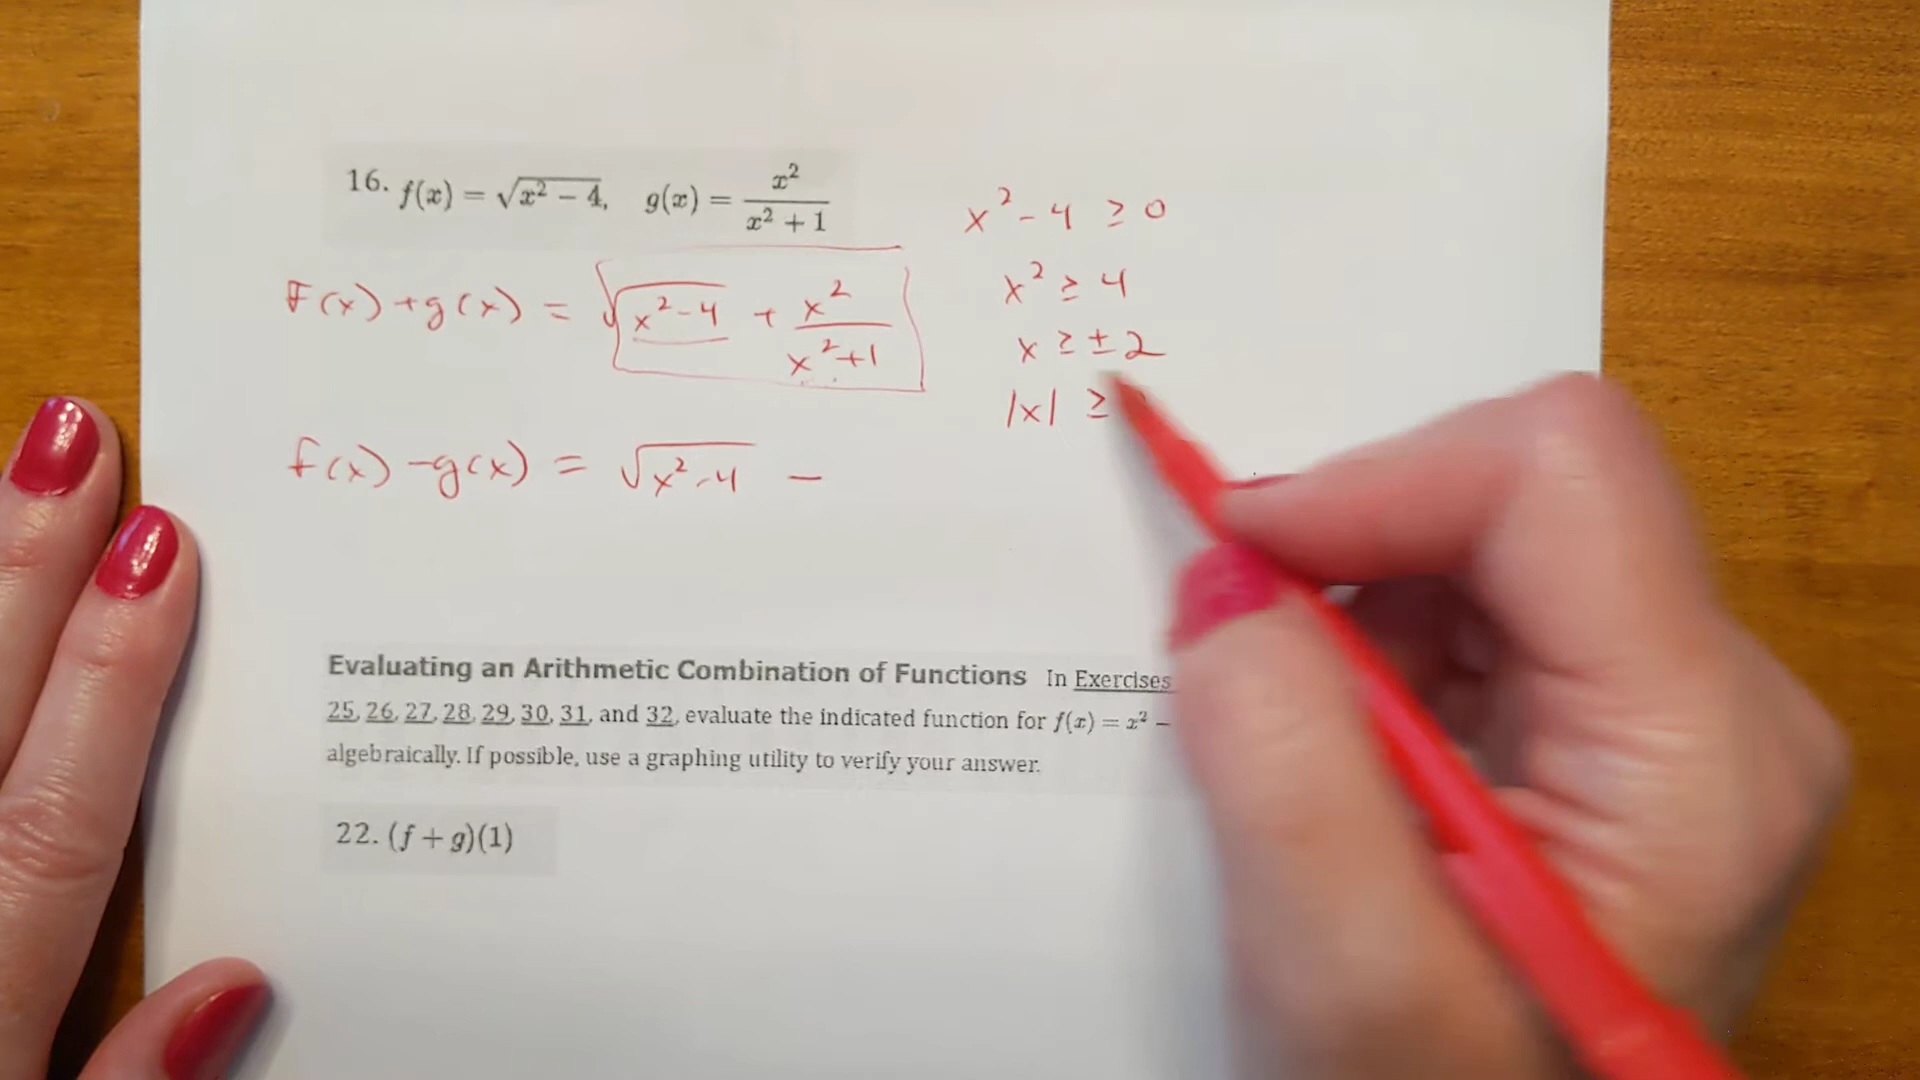 16. f(x) = √x² − 4, g(x) = x² / x² + 1
x² - 4 ≥ 0
F(x) + g(x) = √x² - 4 + x² / x² + 1
x² ≥ 4
x ≥ ± 2
|x| ≥
f(x) - g(x) = √x² - 4 -
Evaluating an Arithmetic Combination of Functions In Exercises
25, 26, 27, 28, 29, 30, 31, and 32, evaluate the indicated function for f(x) = x² −
algebraically. If possible, use a graphing utility to verify your answer.
22. (f + g)(1)